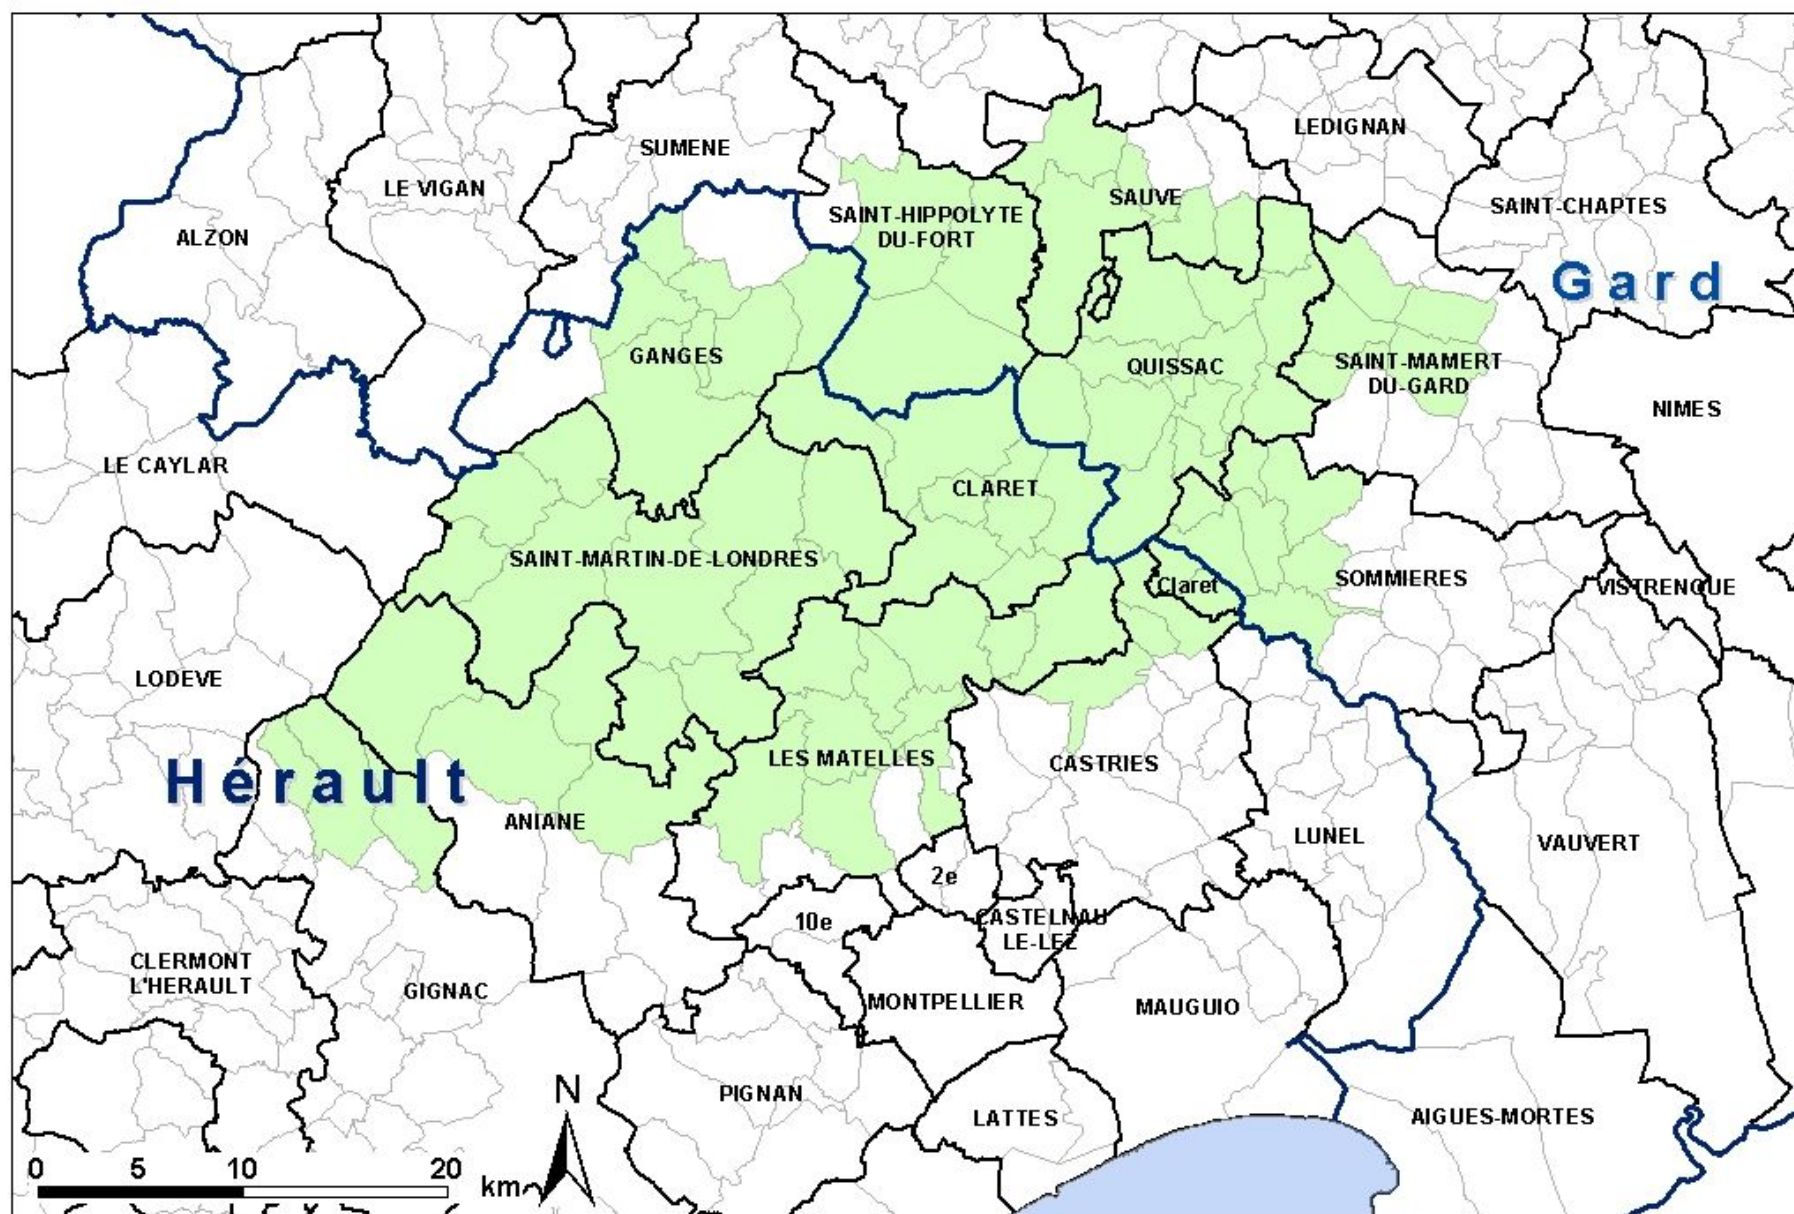 LEDIGNAN
SUMENE
LE VIGAN
SAUVE
SAINT-CHAPTES
SAINT-HIPPOLYTE
DU-FORT
ALZON
Gard
GANGES
QUISSAC
SAINT-MAMERT
DU-GARD
NIMES
LE CAYLAR
CLARET
SAINT-MARTIN-DE-LONDRES
Claret
SOMMIERES
VISTRENQUE
LODEVE
LES MATELLES
CASTRIES
Hérault
ANIANE
LUNEL
VAUVERT
2e
10e
CASTELNAU
LE-LEZ
CLERMONT
L'HERAULT
GIGNAC
MONTPELLIER
MAUGUIO
N
PIGNAN
LATTES
AIGUES-MORTES
0 5 10 20
km